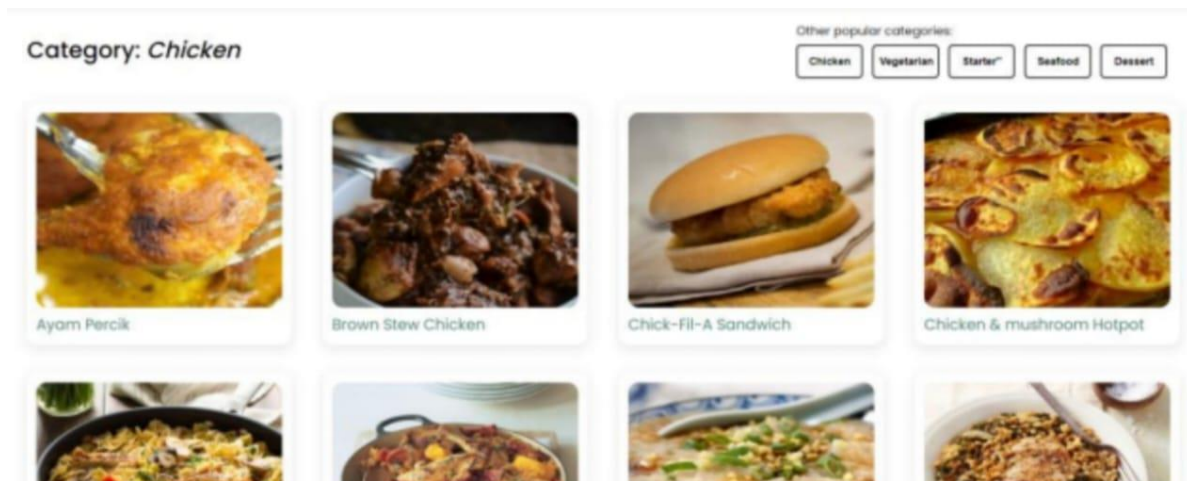 Category: Chicken
Other popular categories:
Chicken
Vegetarian
Starter
Seafood
Dessert
Ayam Percik
Brown Stew Chicken
Chick-Fil-A Sandwich
Chicken & mushroom Hotpot